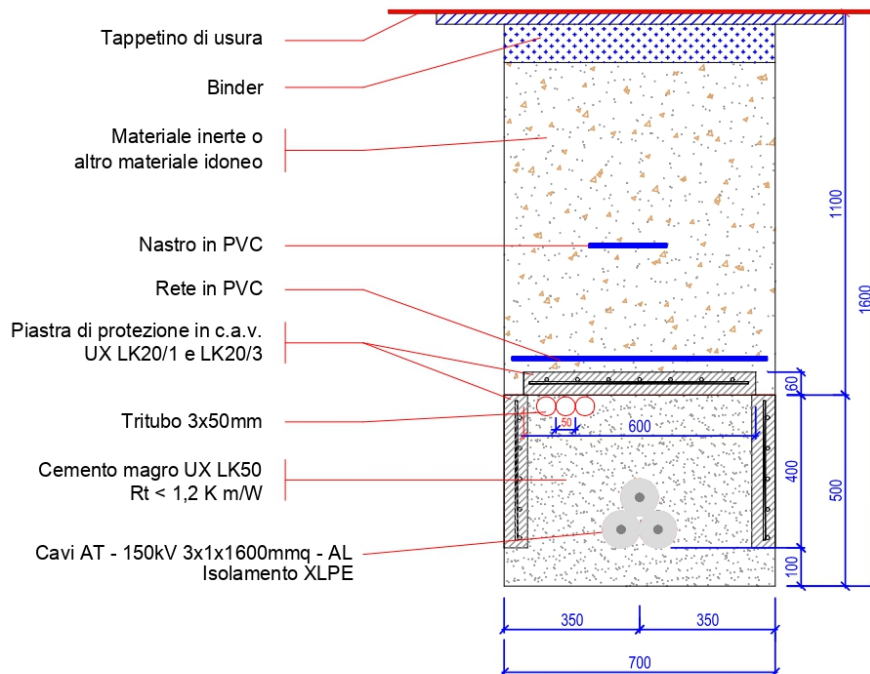 Tappetino di usura
Binder
Materiale inerte o
altro materiale idoneo
Nastro in PVC
Rete in PVC
Piastra di protezione in c.a.v.
UX LK20/1 e LK20/3
Tritubo 3x50mm
Cemento magro UX LK50
Rt < 1,2 K m/W
Cavi AT - 150kV 3x1x1600mmq - AL
Isolamento XLPE
1100
1600
60
50
600
400
500
100
350
350
700